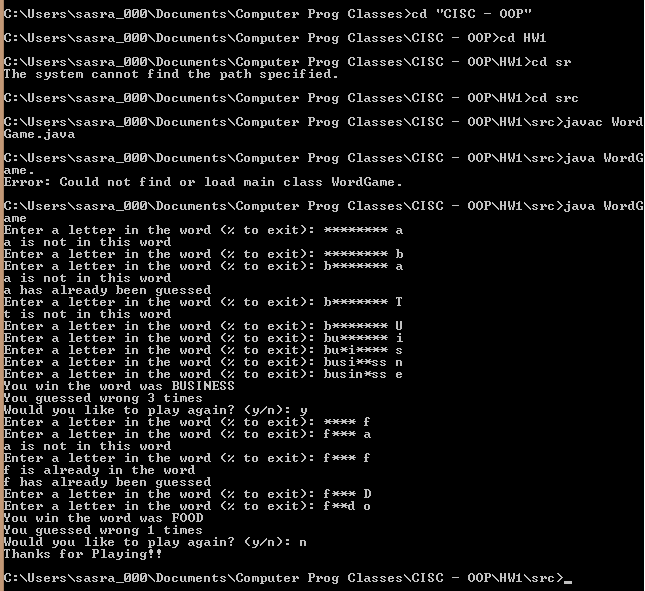 C:\Users\sasra_000\Documents\Computer Prog Classes>cd "CISC - OOP"
C:\Users\sasra_000\Documents\Computer Prog Classes\CISC - OOP>cd HW1
C:\Users\sasra_000\Documents\Computer Prog Classes\CISC - OOP\HW1>cd sr
The system cannot find the path specified.
C:\Users\sasra_000\Documents\Computer Prog Classes\CISC - OOP\HW1>cd src
C:\Users\sasra_000\Documents\Computer Prog Classes\CISC - OOP\HW1\src>javac Word
Game.java
C:\Users\sasra_000\Documents\Computer Prog Classes\CISC - OOP\HW1\src>java WordG
ame.
Error: Could not find or load main class WordGame.
C:\Users\sasra_000\Documents\Computer Prog Classes\CISC - OOP\HW1\src>java WordG
ame
Enter a letter in the word (% to exit): ******** a
a is not in this word
Enter a letter in the word (% to exit): ******** b
Enter a letter in the word (% to exit): b******* a
a is not in this word
a has already been guessed
Enter a letter in the word (% to exit): b******* T
t is not in this word
Enter a letter in the word (% to exit): b******* U
Enter a letter in the word (% to exit): bu****** i
Enter a letter in the word (% to exit): bu*i**** s
Enter a letter in the word (% to exit): busi**ss n
Enter a letter in the word (% to exit): busin*ss e
You win the word was BUSINESS
You guessed wrong 3 times
Would you like to play again? (y/n): y
Enter a letter in the word (% to exit): **** f
Enter a letter in the word (% to exit): f*** a
a is not in this word
Enter a letter in the word (% to exit): f*** f
f is already in the word
f has already been guessed
Enter a letter in the word (% to exit): f*** D
Enter a letter in the word (% to exit): f**d o
You win the word was FOOD
You guessed wrong 1 times
Would you like to play again? (y/n): n
Thanks for Playing!!
C:\Users\sasra_000\Documents\Computer Prog Classes\CISC - OOP\HW1\src>_